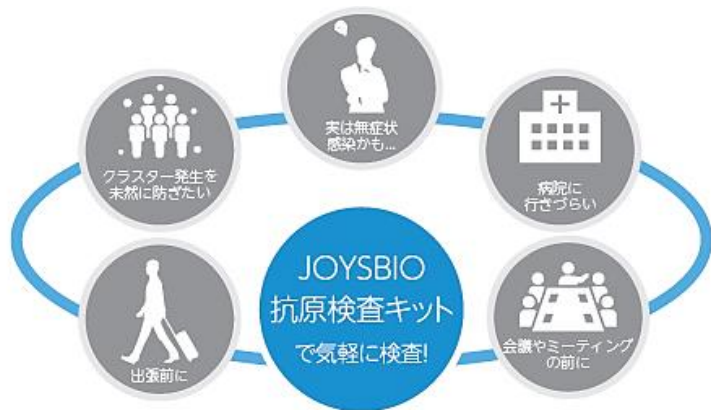 実は無症状
感染かも...
クラスター発生を
未然に防ぎたい
病院に
行きづらい
JOYSBIO
抗原検査キット
で気軽に検査!
出張前に
会議やミーティング
の前に